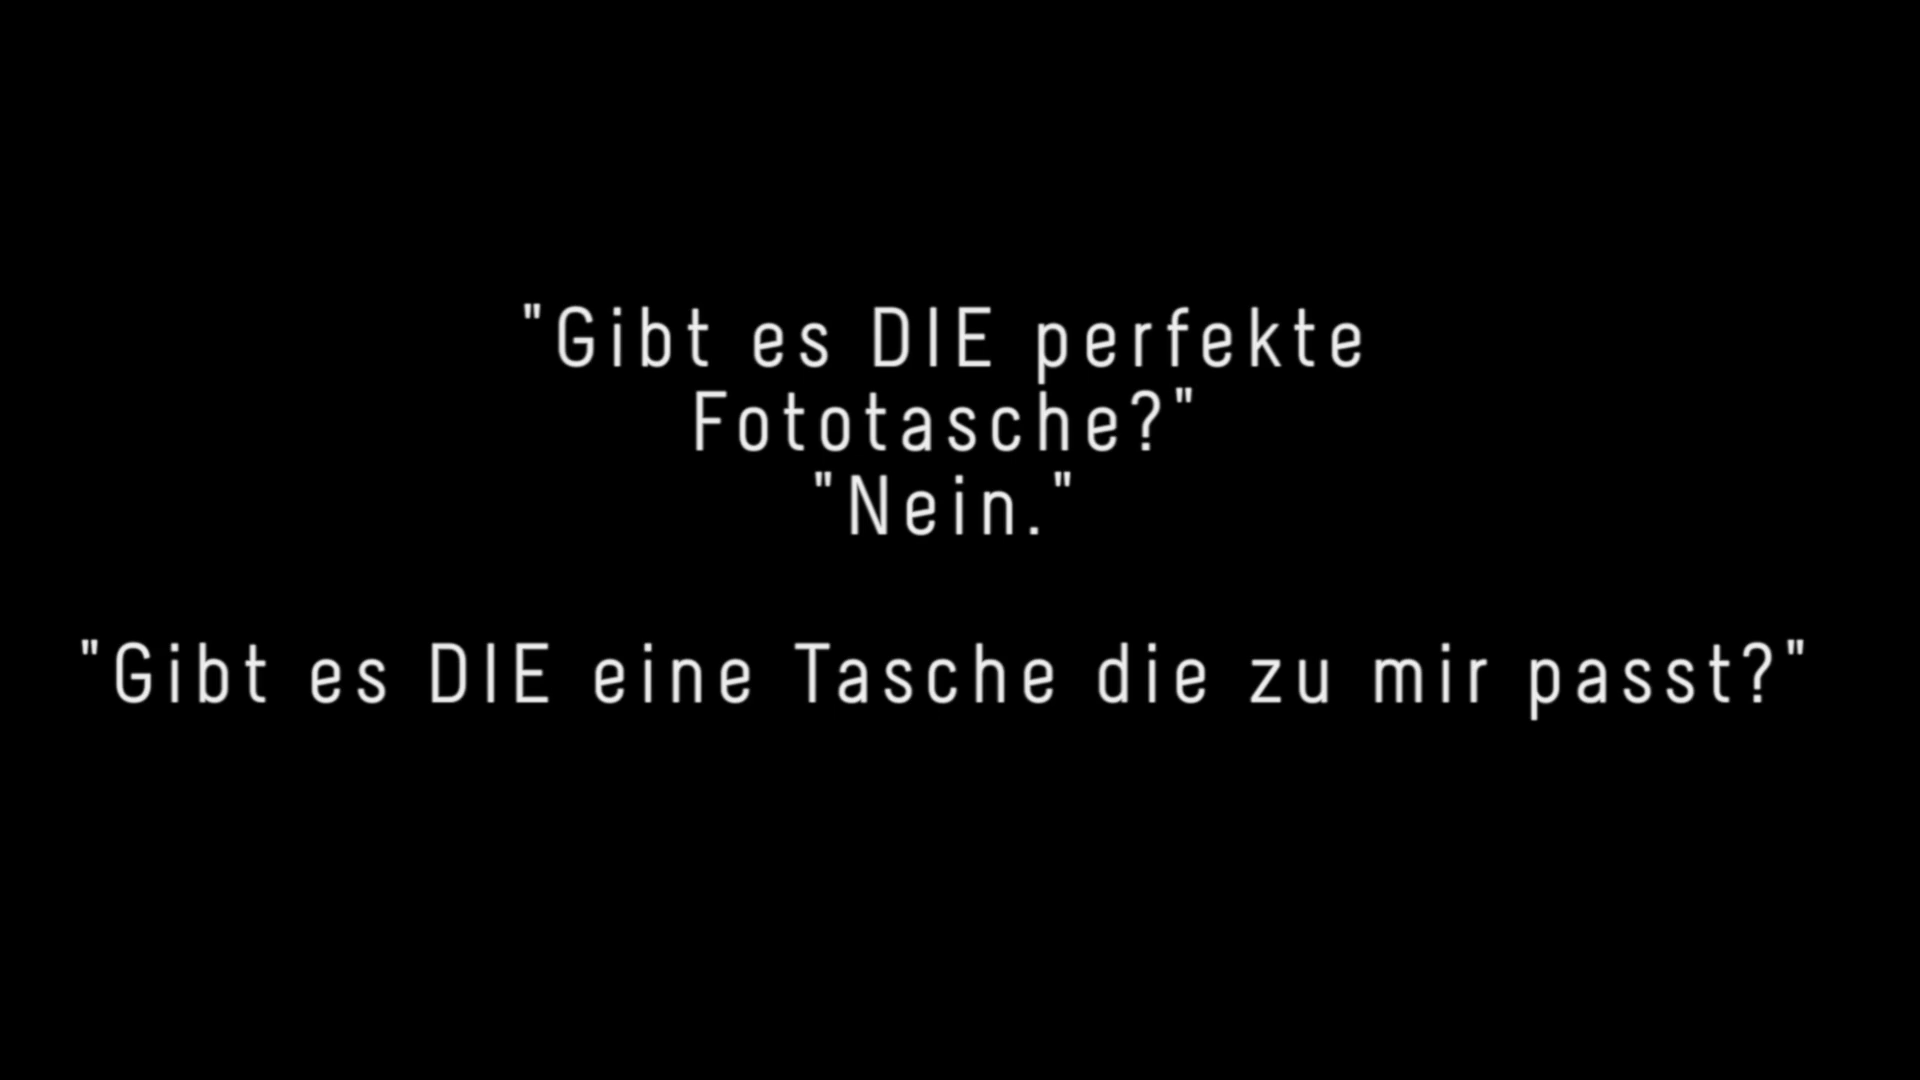 "Gibt es DIE perfekte
Fototasche?"
"Nein."
"Gibt es DIE eine Tasche die zu mir passt?"